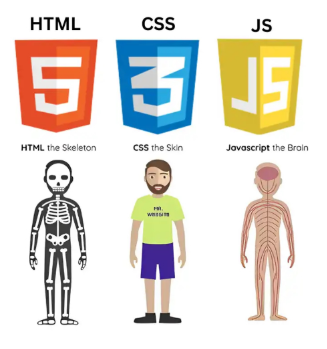 HTML CSS JS
5 3 JS
HTML the Skeleton CSS the Skin Javascript the Brain